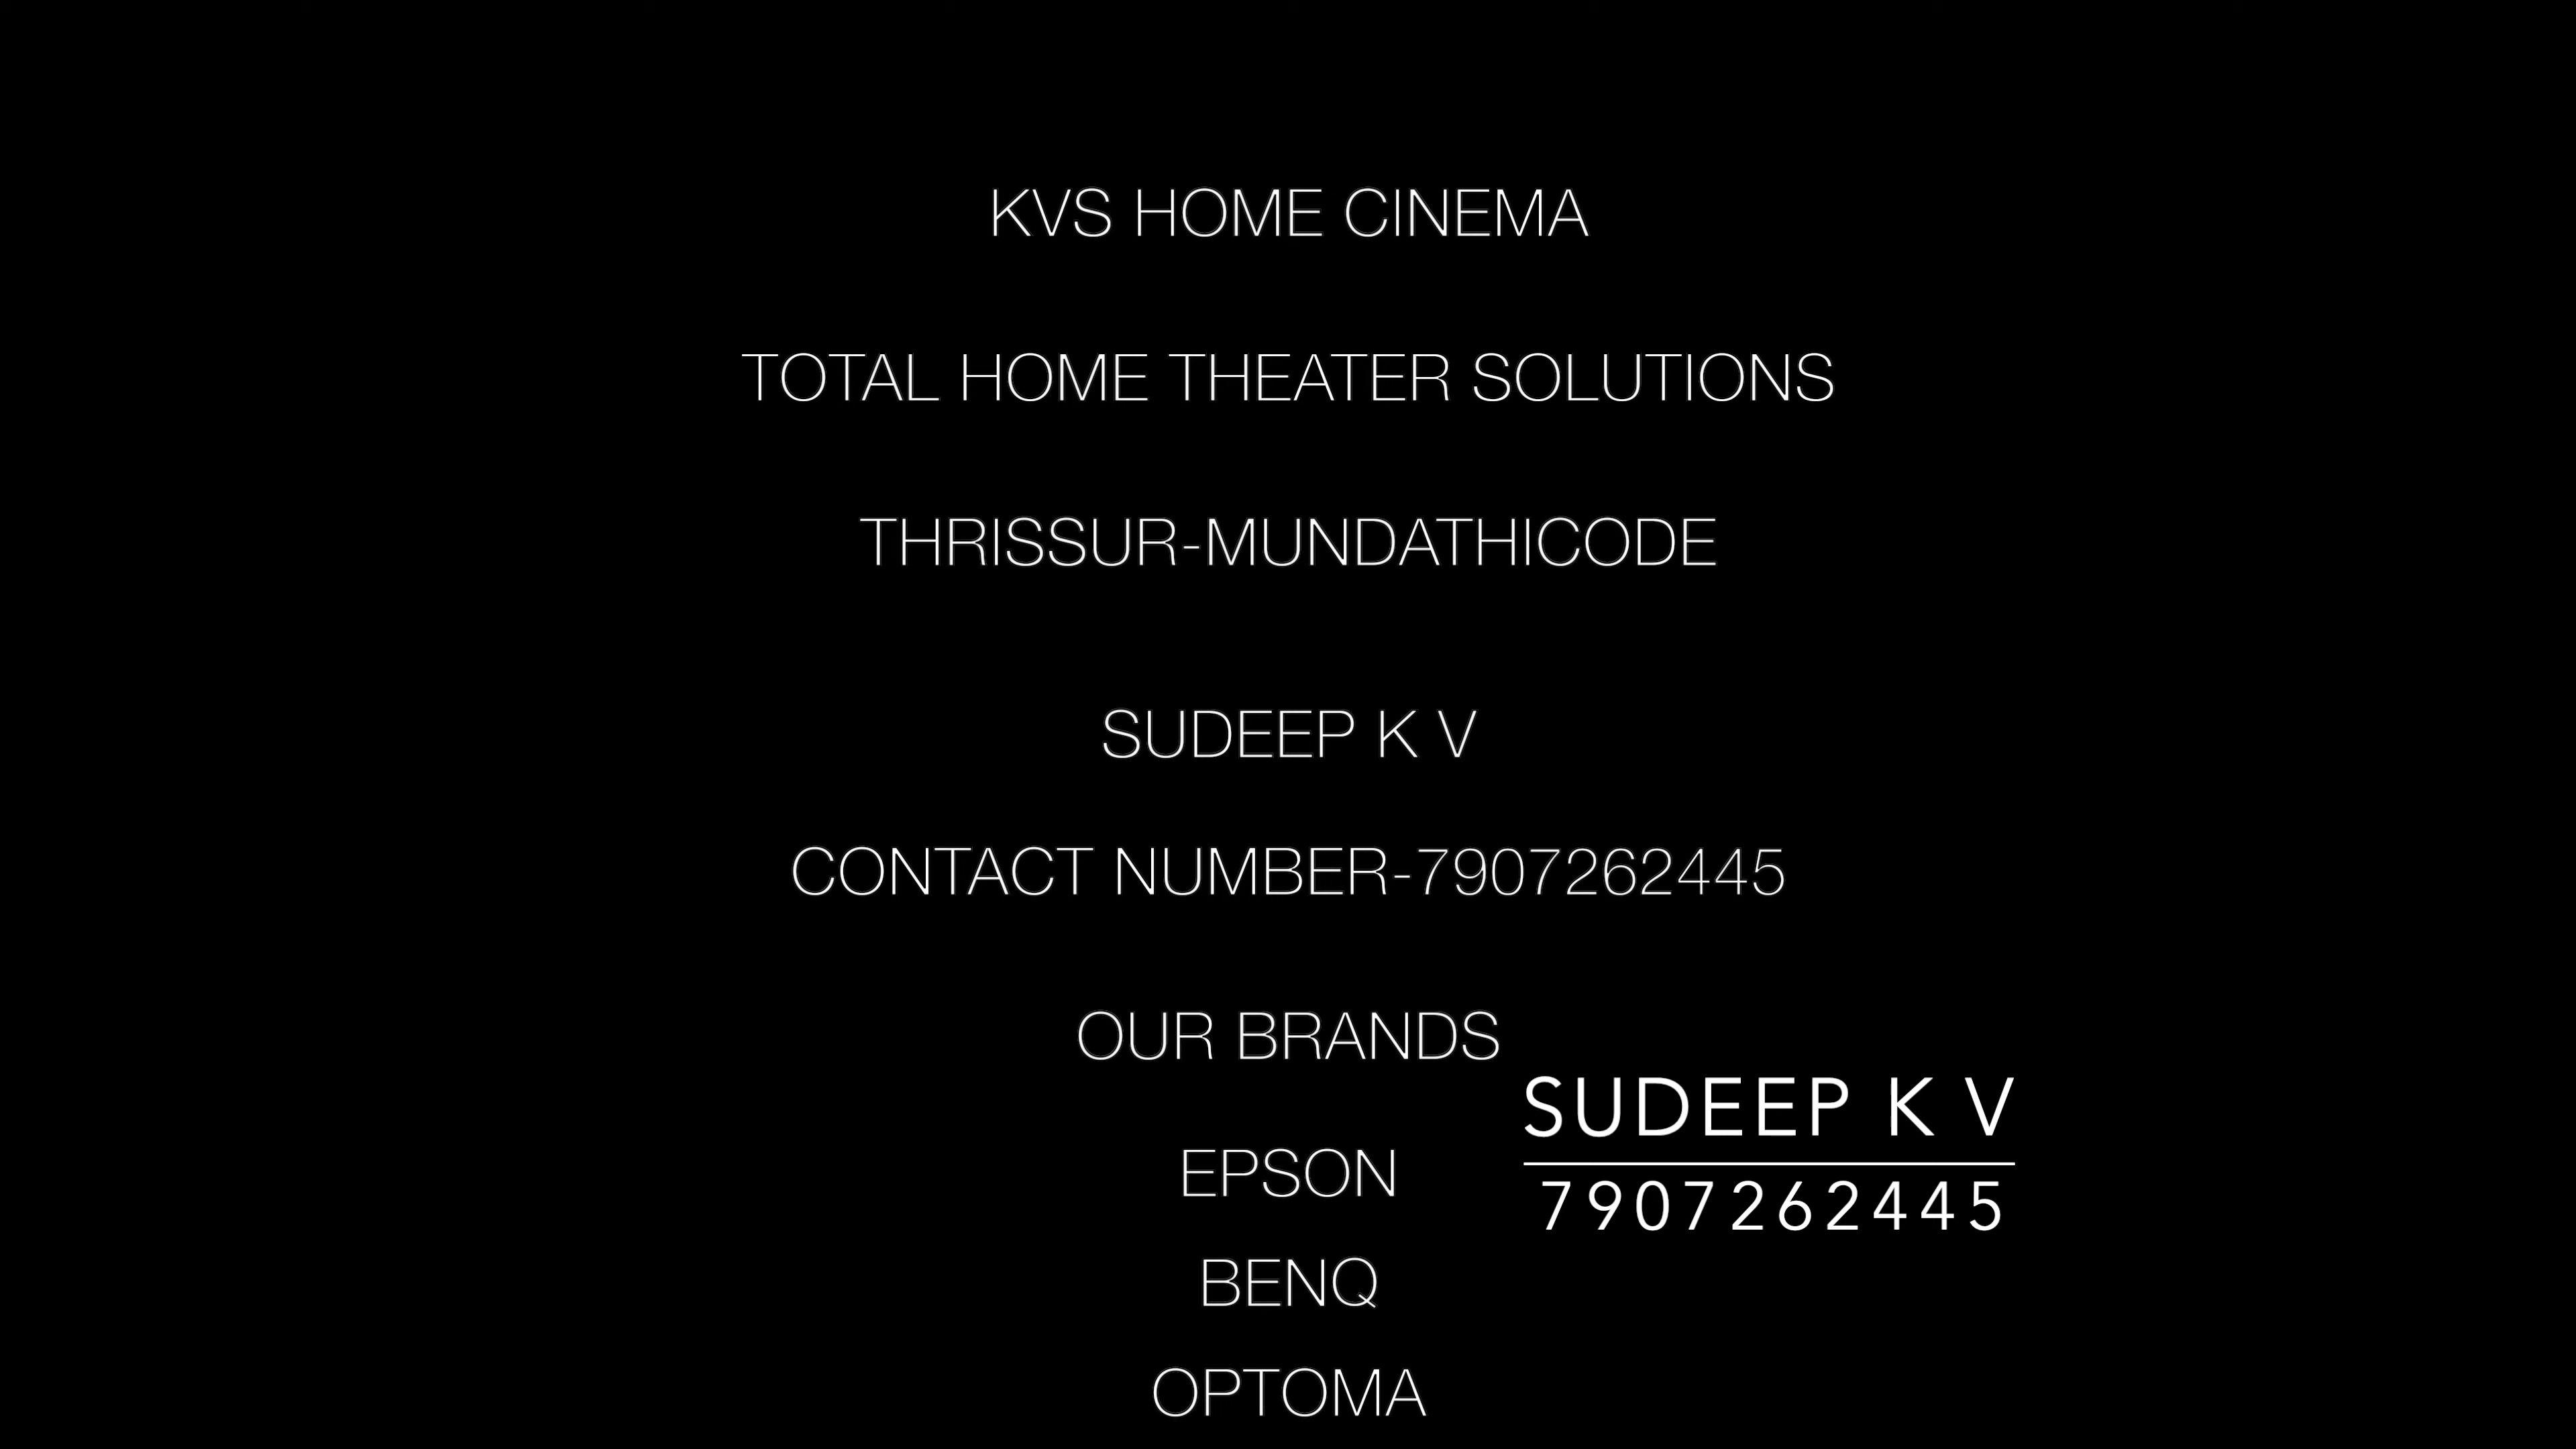 KVS HOME CINEMA
TOTAL HOME THEATER SOLUTIONS
THRISSUR-MUNDATHICODE
SUDEEP K V
CONTACT NUMBER-7907262445
OUR BRANDS
EPSON
BENQ
OPTOMA
SUDEEP K V
7907262445